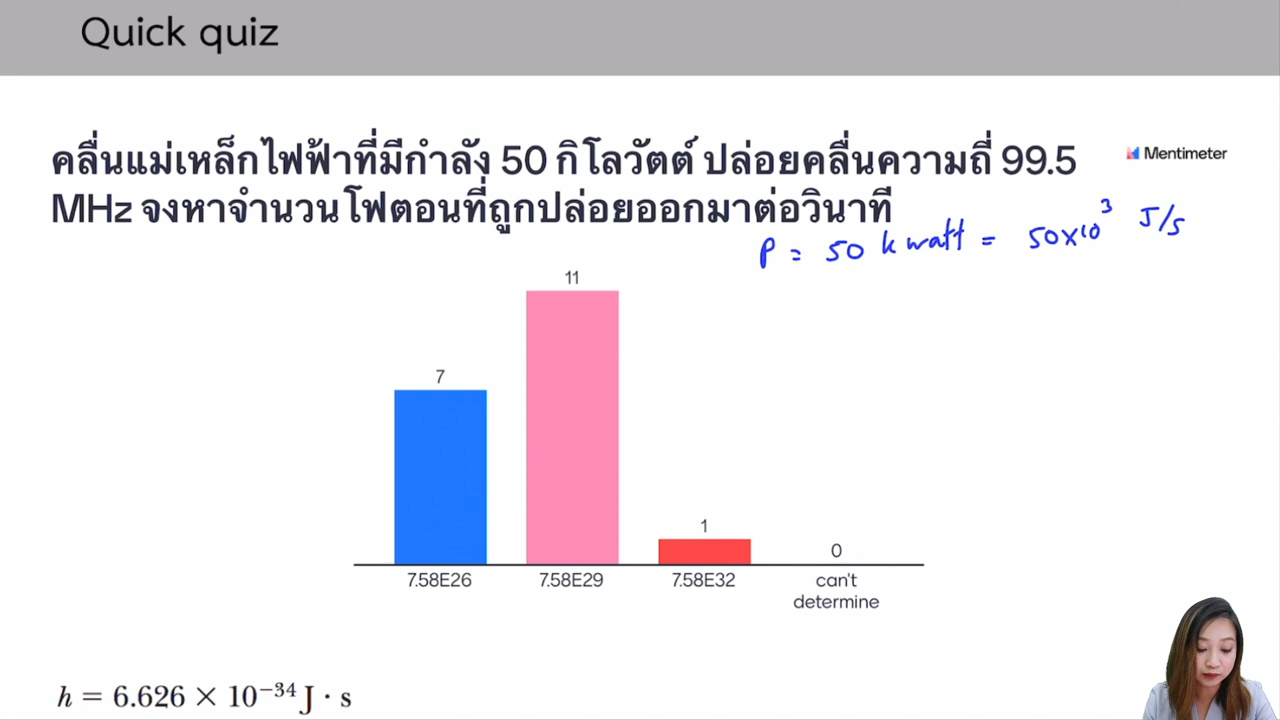 Quick quiz
คลื่นแม่เหล็กไฟฟ้าที่มีกำลัง 50 กิโลวัตต์ ปล่อยคลื่นความถี่ 99.5
MHz จงหาจำนวนโฟตอนที่ถูกปล่อยออกมาต่อวินาที
Mentimeter
P = 50 k watt = 50×10³ J/s
11
7
1
0
7.58E26 7.58E29 7.58E32 can't
determine
h = 6.626 × 10⁻³⁴ J · s